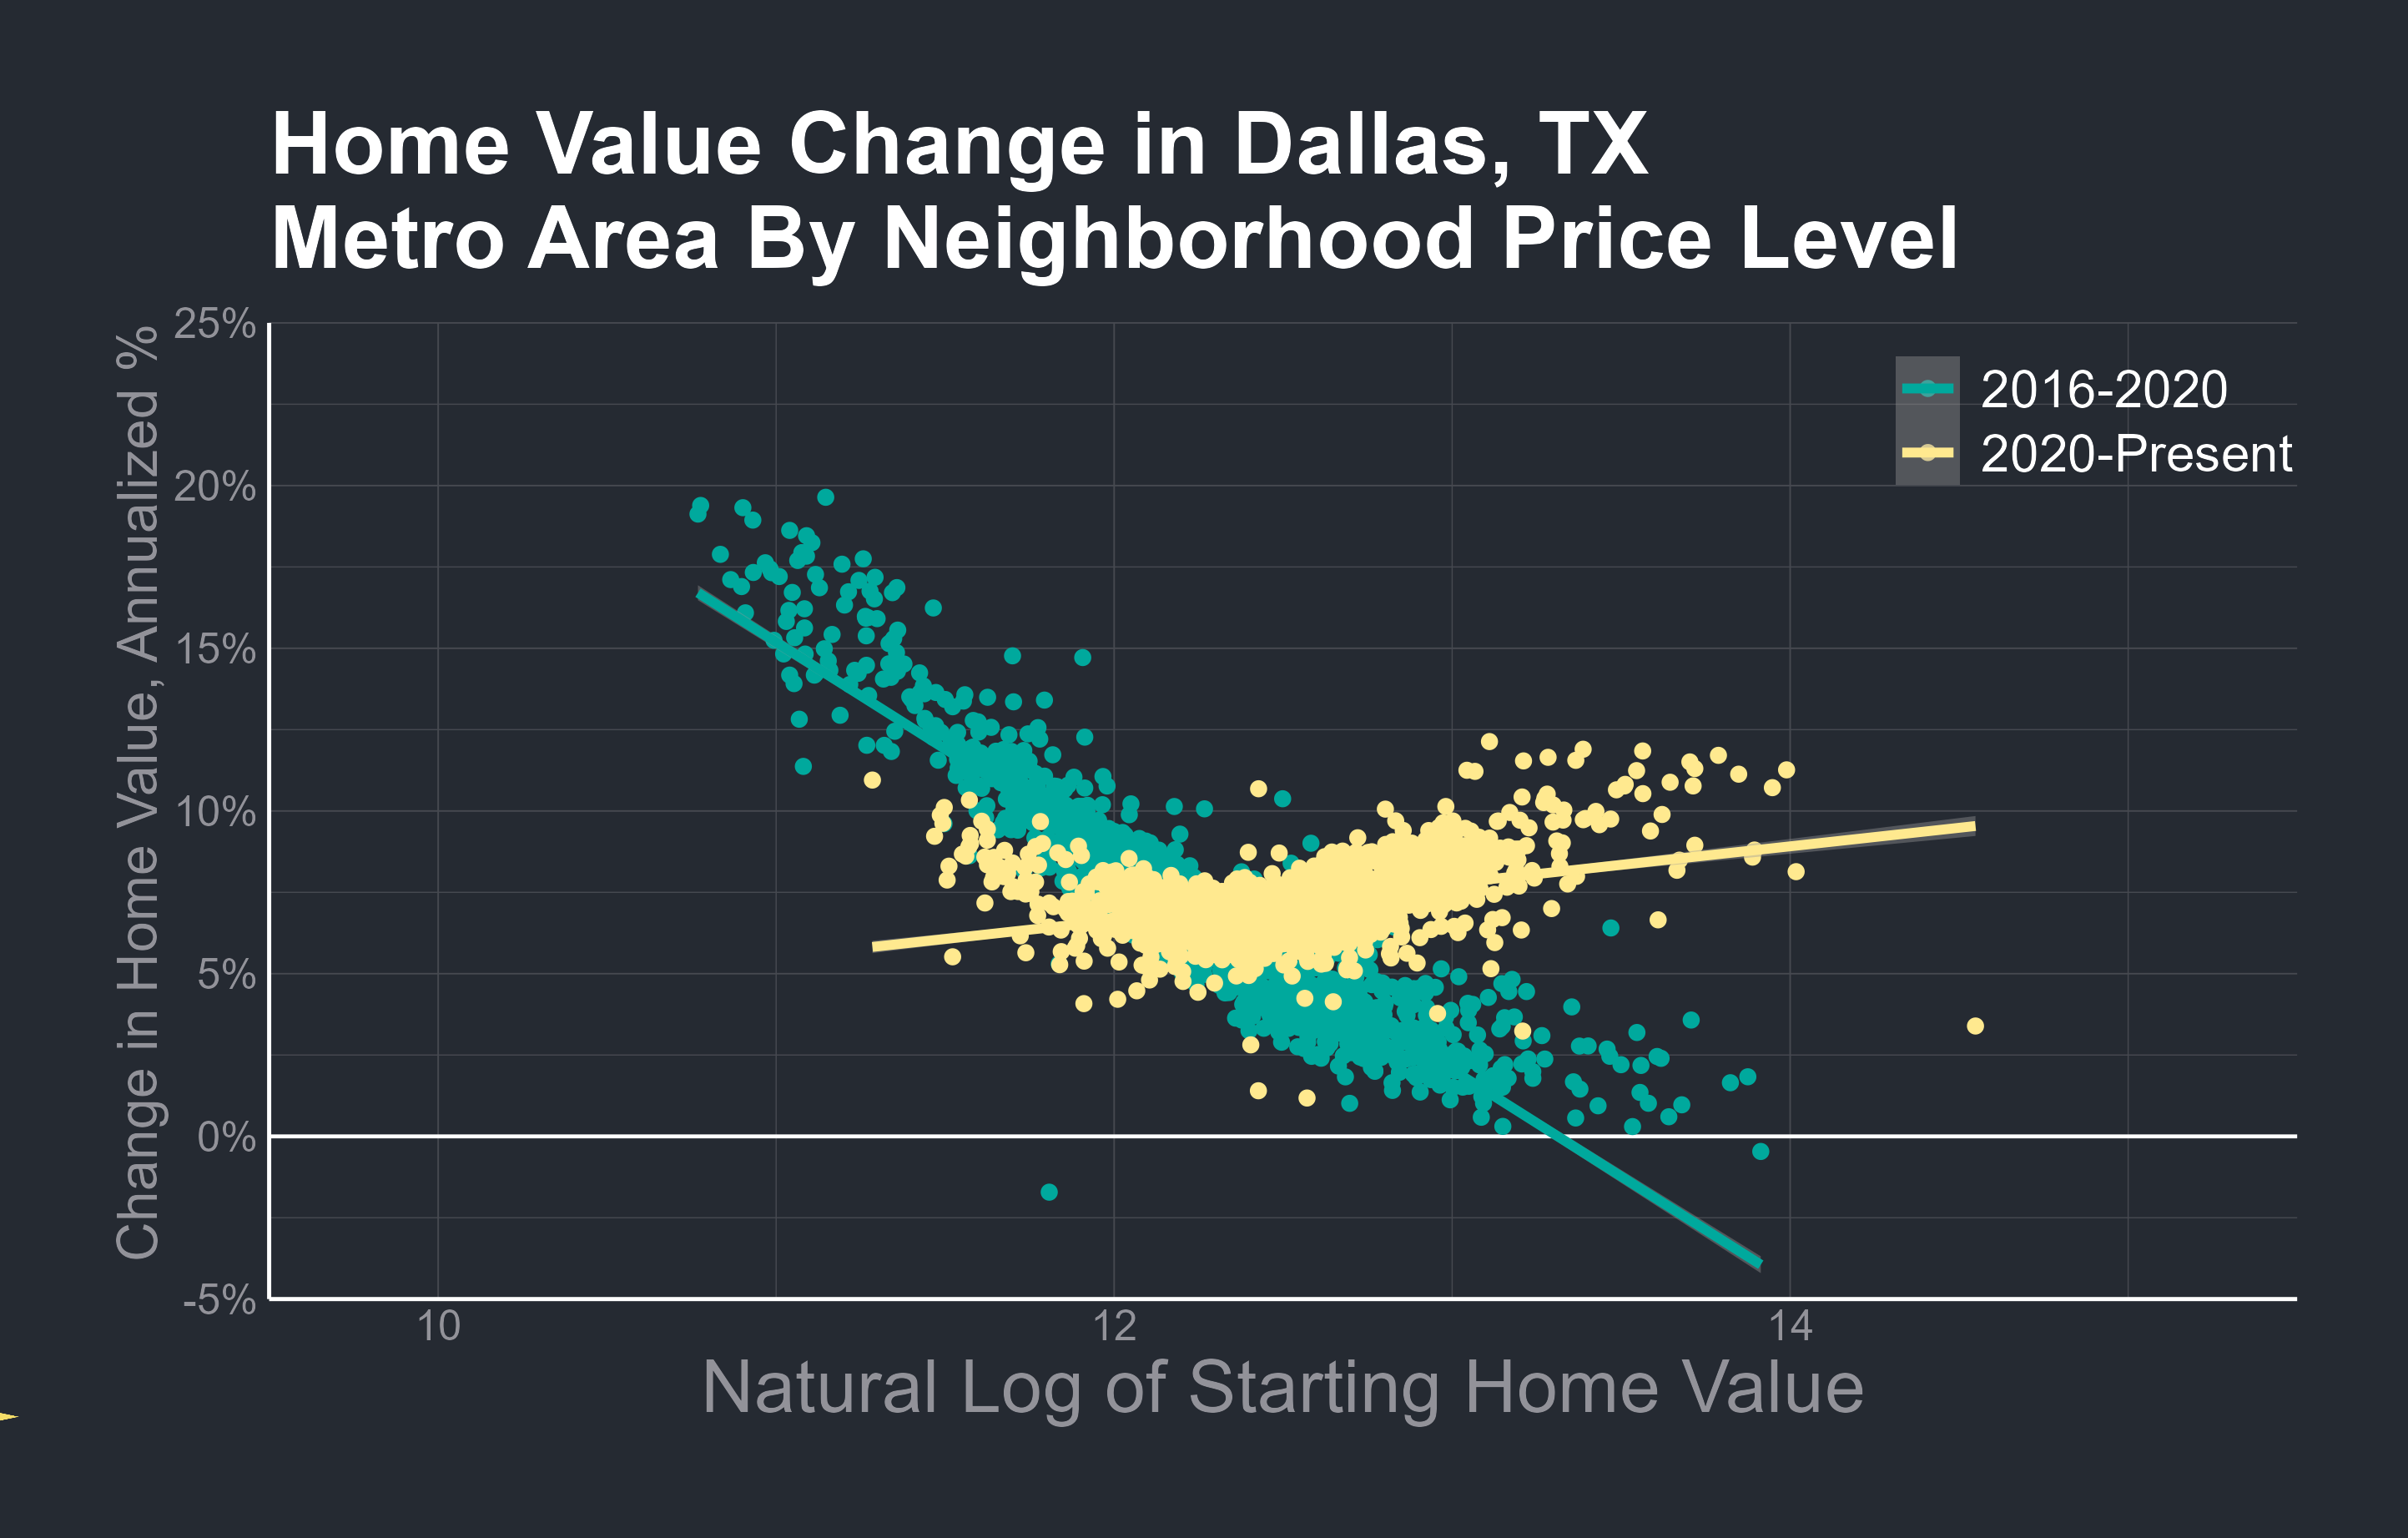 Home Value Change in Dallas, TX
Metro Area By Neighborhood Price Level
Change in Home Value, Annualized %
25%
20%
15%
10%
5%
0%
-5%
2016-2020
2020-Present
10
12
14
Natural Log of Starting Home Value